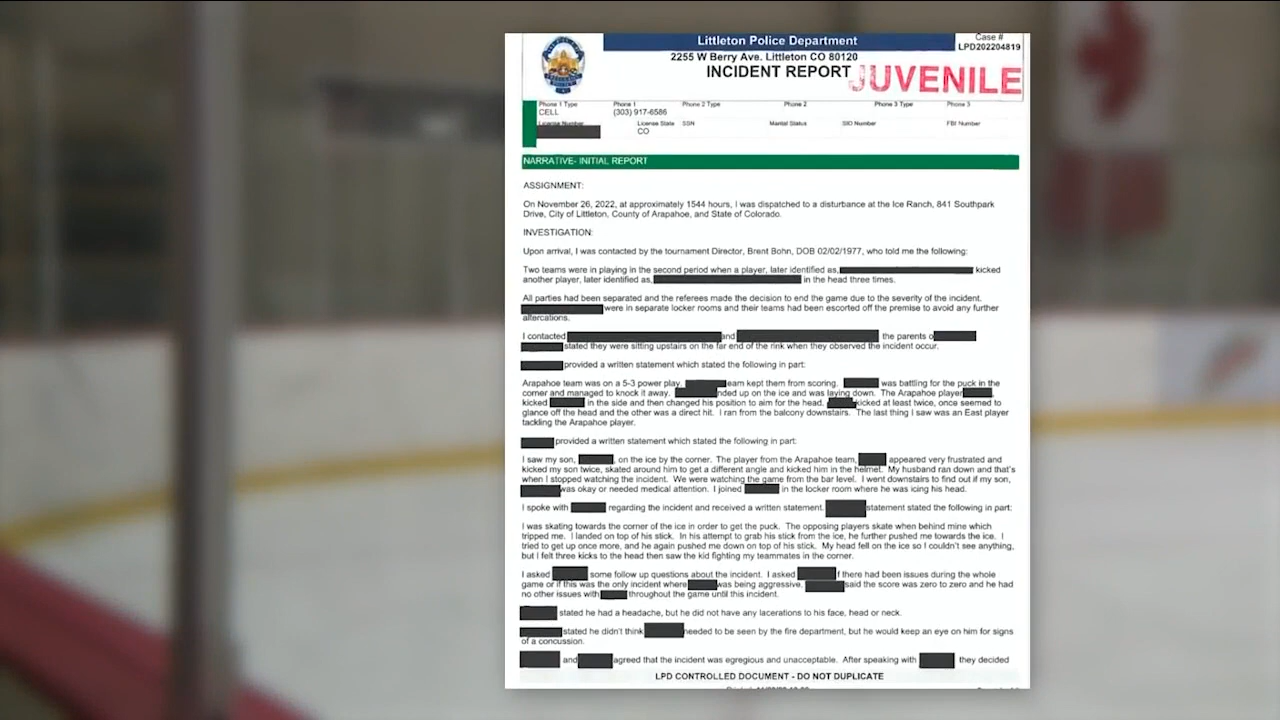 Littleton Police Department
Case #
LPD202204819
2255 W Berry Ave. Littleton CO 80120
INCIDENT REPORT
JUVENILE
Phone 1 Type Phone 1 Phone 2 Type Phone 2 Phone 3 Type Phone 3
CELL (303) 917-6586
License Number License State SSN Marital Status SID Number FBI Number
CO
NARRATIVE- INITIAL REPORT
ASSIGNMENT:
On November 26, 2022, at approximately 1544 hours, I was dispatched to a disturbance at the Ice Ranch, 841 Southpark
Drive, City of Littleton, County of Arapahoe, and State of Colorado.
INVESTIGATION:
Upon arrival, I was contacted by the tournament Director, Brent Bohn, DOB 02/02/1977, who told me the following:
Two teams were in playing in the second period when a player, later identified as, kicked
another player, later identified as, in the head three times.
All parties had been separated and the referees made the decision to end the game due to the severity of the incident.
were in separate locker rooms and their teams had been escorted off the premise to avoid any further
altercations.
I contacted and the parents o
stated they were sitting upstairs on the far end of the rink when they observed the incident occur.
provided a written statement which stated the following in part:
Arapahoe team was on a 5-3 power play. eam kept them from scoring. was battling for the puck in the
corner and managed to knock it away. nded up on the ice and was laying down. The Arapahoe player
kicked in the side and then changed his position to aim for the head. kicked at least twice, once seemed to
glance off the head and the other was a direct hit. I ran from the balcony downstairs. The last thing I saw was an East player
tackling the Arapahoe player.
provided a written statement which stated the following in part:
I saw my son, , on the ice by the corner. The player from the Arapahoe team, appeared very frustrated and
kicked my son twice, skated around him to get a different angle and kicked him in the helmet. My husband ran down and that's
when I stopped watching the incident. We were watching the game from the bar level. I went downstairs to find out if my son,
was okay or needed medical attention. I joined in the locker room where he was icing his head.
I spoke with regarding the incident and received a written statement. statement stated the following in part:
I was skating towards the corner of the ice in order to get the puck. The opposing players skate when behind mine which
tripped me. I landed on top of his stick. In his attempt to grab his stick from the ice, he further pushed me towards the ice. I
tried to get up once more, and he again pushed me down on top of his stick. My head fell on the ice so I couldn't see anything,
but I felt three kicks to the head then saw the kid fighting my teammates in the corner.
I asked some follow up questions about the incident. I asked f there had been issues during the whole
game or if this was the only incident where was being aggressive. said the score was zero to zero and he had
no other issues with throughout the game until this incident.
stated he had a headache, but he did not have any lacerations to his face, head or neck.
stated he didn't think needed to be seen by the fire department, but he would keep an eye on him for signs
of a concussion.
and agreed that the incident was egregious and unacceptable. After speaking with they decided
LPD CONTROLLED DOCUMENT - DO NOT DUPLICATE